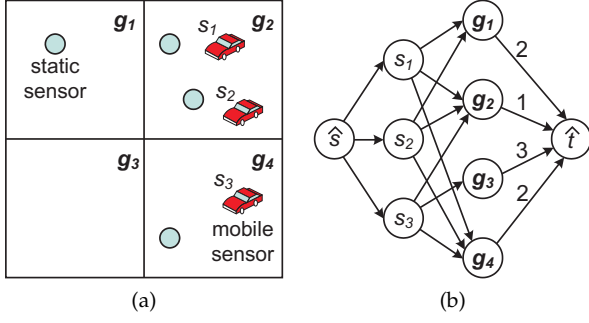 g1
g2
s1
static
sensor
s2
g3
g4
s3
mobile
sensor
(a)
g1
2
s1
g2
1
ŝ
s2
t̂
g3
3
s3
2
g4
(b)